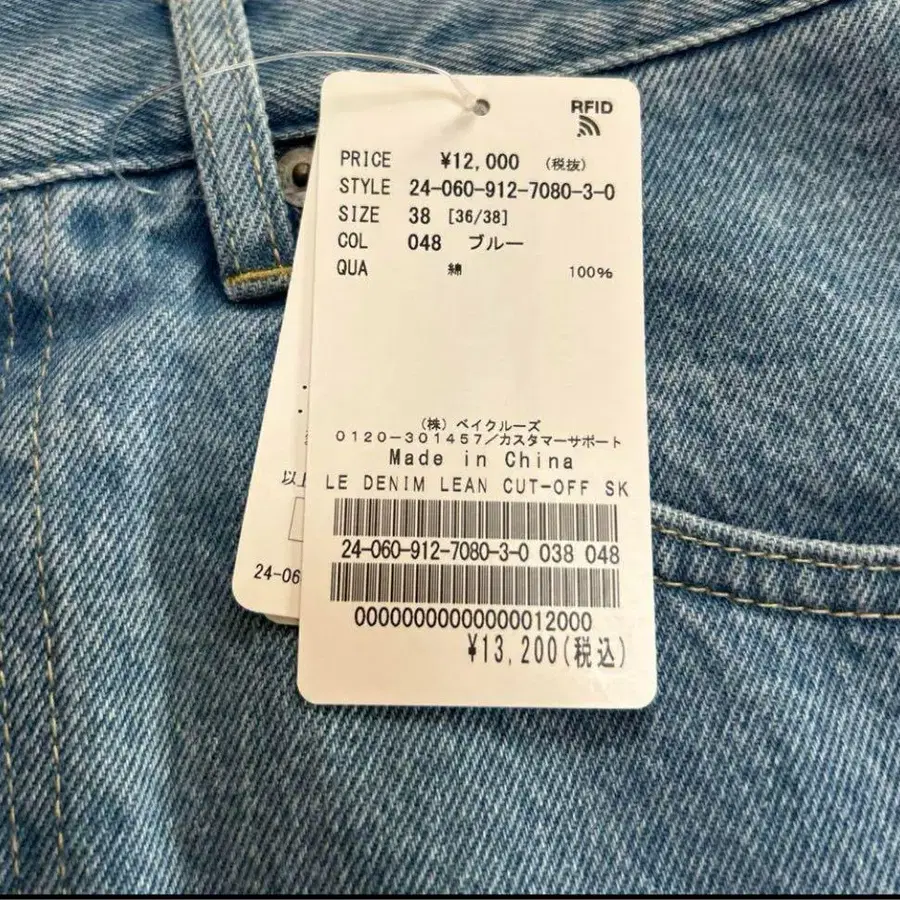 RFID
PRICE ¥12,000 (税抜)
STYLE 24-060-912-7080-3-0
SIZE 38 [36/38]
COL 048 ブルー
QUA 綿 100%
(株) ベイクルーズ
0120-301457/カスタマーサポート
Made in China
LE DENIM LEAN CUT-OFF SK
24-060-912-7080-3-0 038 048
00000000000000012000
¥13,200(税込)
以上
24-06